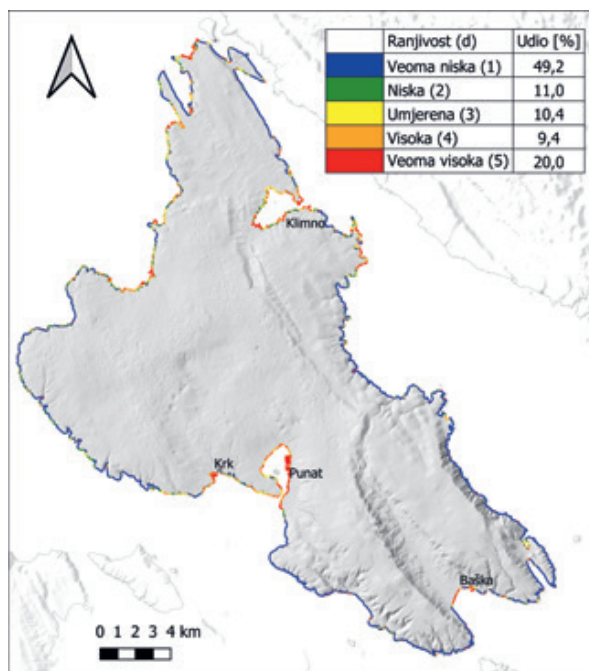 Ranjivost (d) Udio [%]
Veoma niska (1) 49,2
Niska (2) 11,0
Umjerena (3) 10,4
Visoka (4) 9,4
Veoma visoka (5) 20,0
Klimno
Krk
Punat
Baška
0 1 2 3 4 km